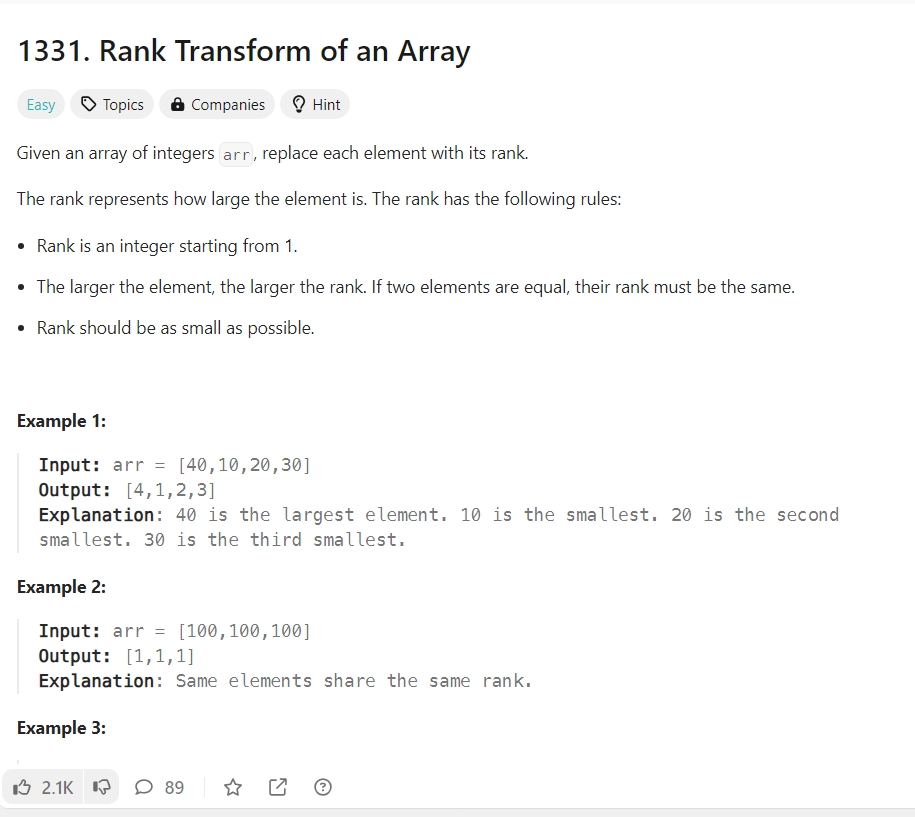 1331. Rank Transform of an Array
Easy Topics Companies Hint
Given an array of integers arr, replace each element with its rank.
The rank represents how large the element is. The rank has the following rules:
• Rank is an integer starting from 1.
• The larger the element, the larger the rank. If two elements are equal, their rank must be the same.
• Rank should be as small as possible.
Example 1:
Input: arr = [40,10,20,30]
Output: [4,1,2,3]
Explanation: 40 is the largest element. 10 is the smallest. 20 is the second
smallest. 30 is the third smallest.
Example 2:
Input: arr = [100,100,100]
Output: [1,1,1]
Explanation: Same elements share the same rank.
Example 3:
2.1K 89